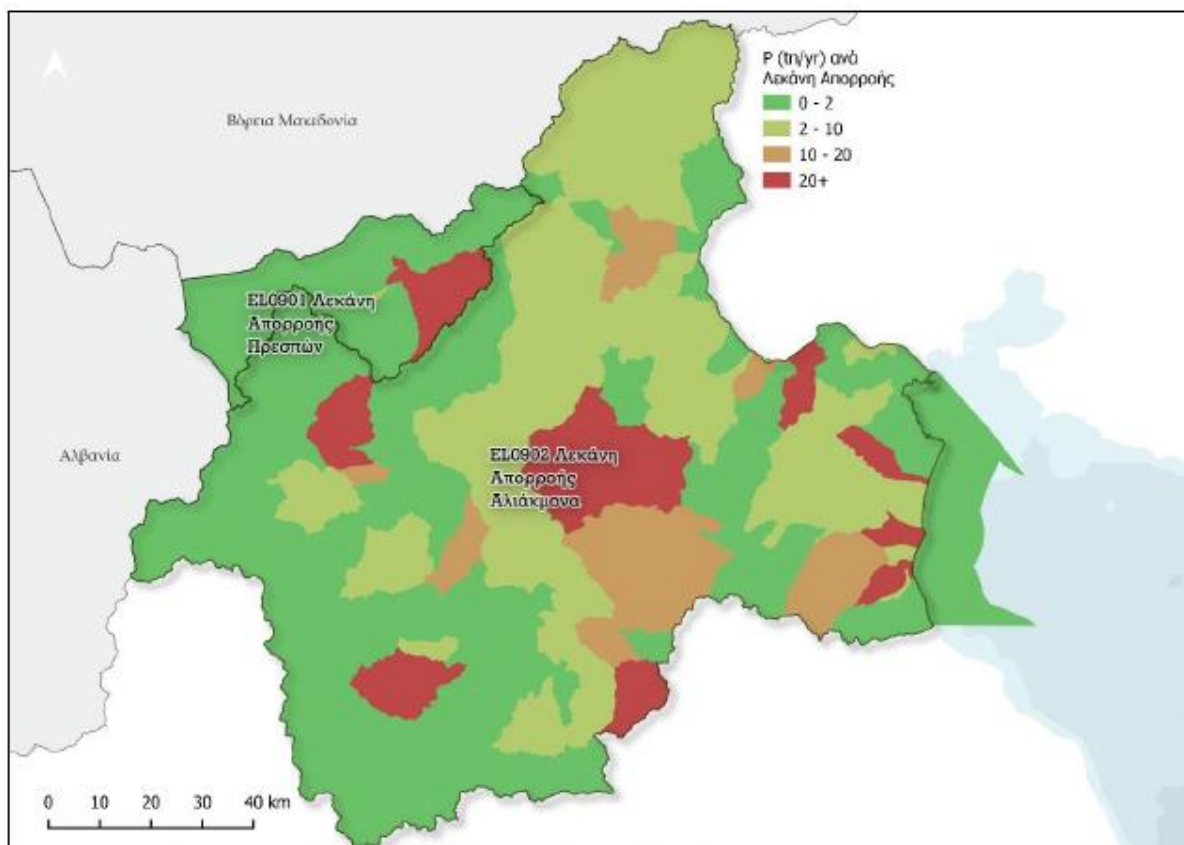 P (tn/yr) ανά
Λεκάνη Απορροής
0 - 2
2 - 10
10 - 20
20+
Βόρεια Μακεδονία
EL0901 Λεκάνη
Απορροής
Πρεσπών
Αλβανία
EL0902 Λεκάνη
Απορροής
Αλιάκμονα
0 10 20 30 40 km